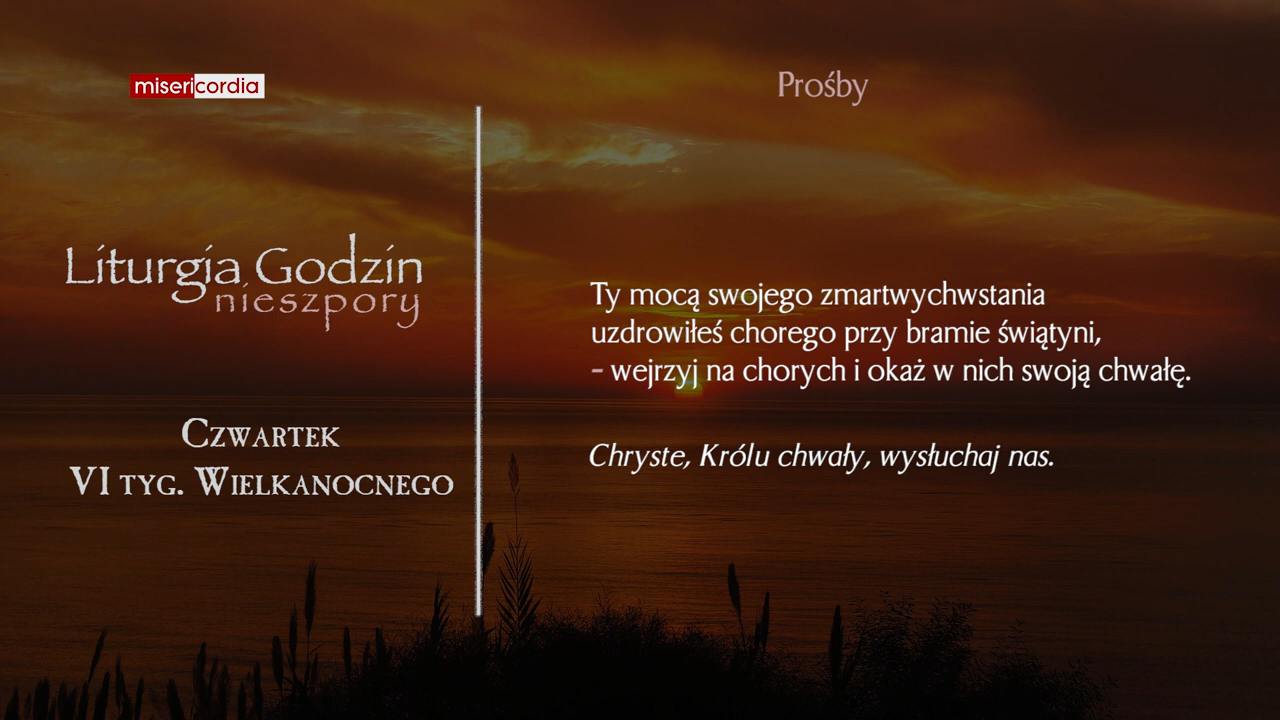 misericordia
Liturgia Godzin
nieszpory
Czwartek
VI tyg. Wielkanocnego
Prośby
Ty mocą swojego zmartwychwstania
uzdrowiłeś chorego przy bramie świątyni,
- wejrzyj na chorych i okaż w nich swoją chwałę.
Chryste, Królu chwały, wysłuchaj nas.